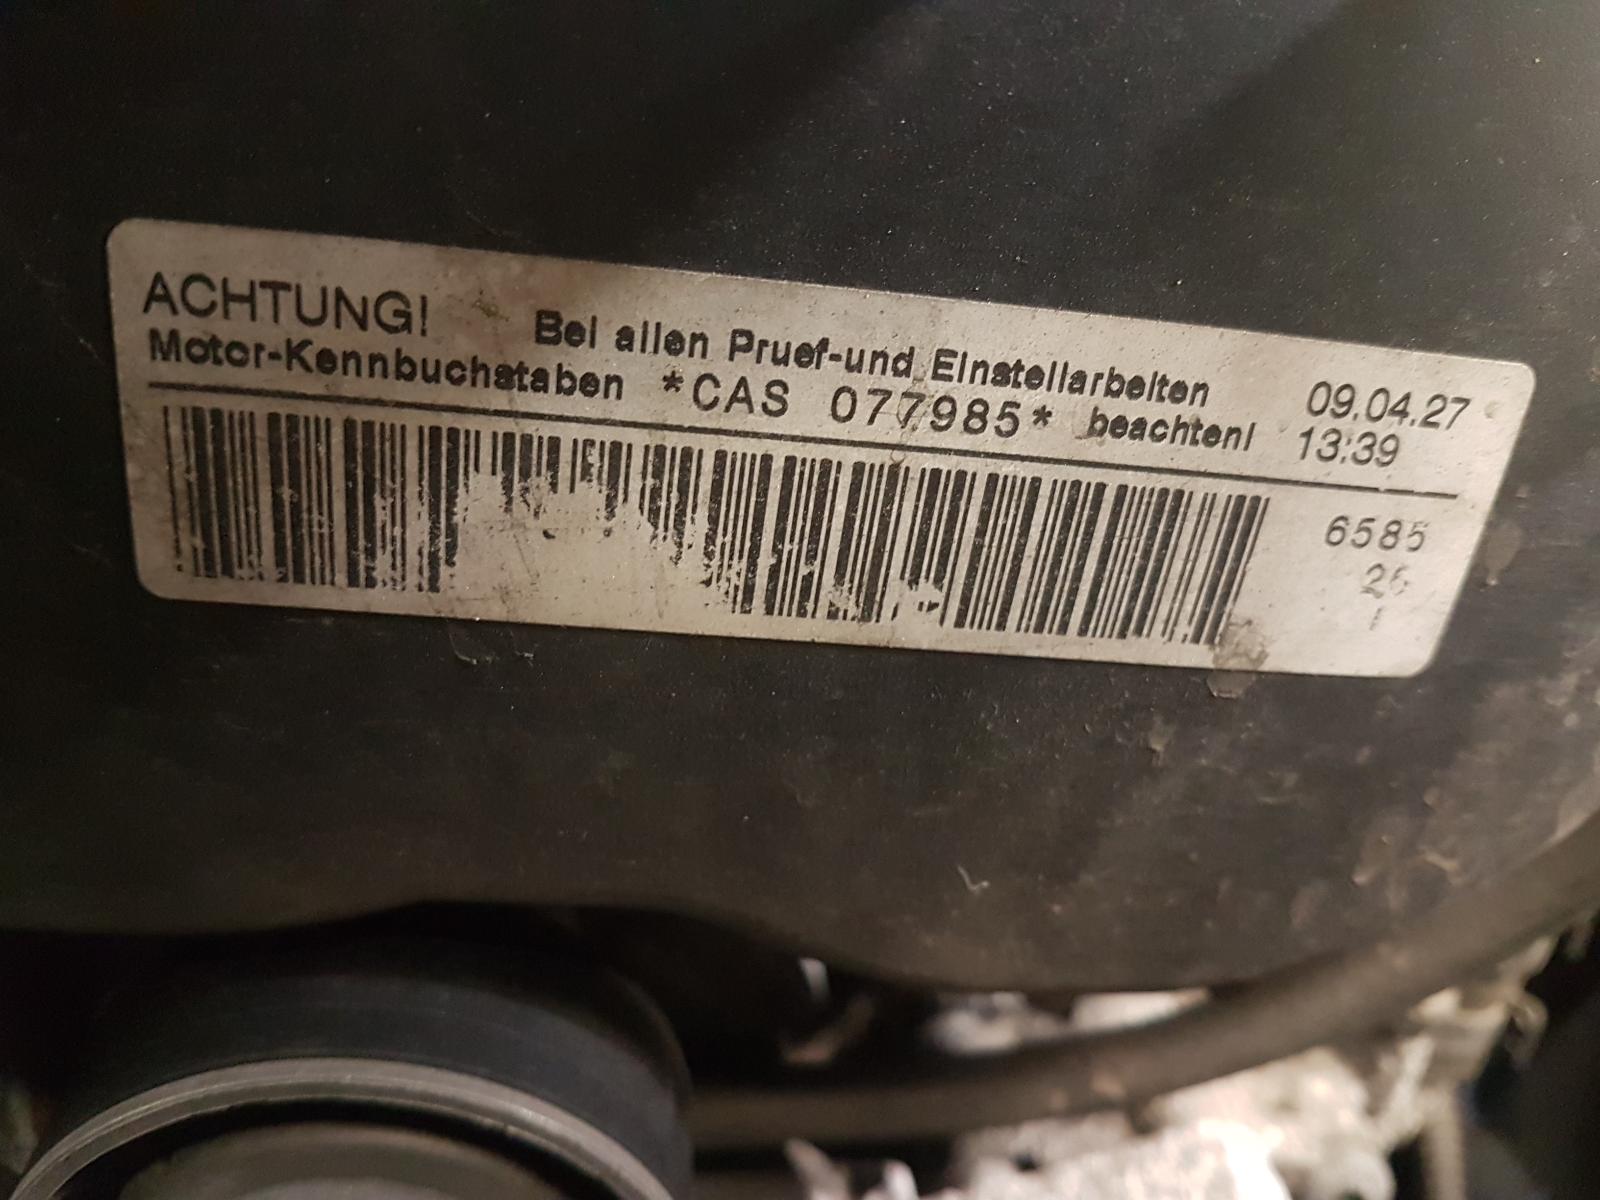 ACHTUNG! Bei allen Pruef-und Einstellarbeiten 09.04.27
Motor-Kennbuchstaben *CAS 077985* beachten! 13:39
6585